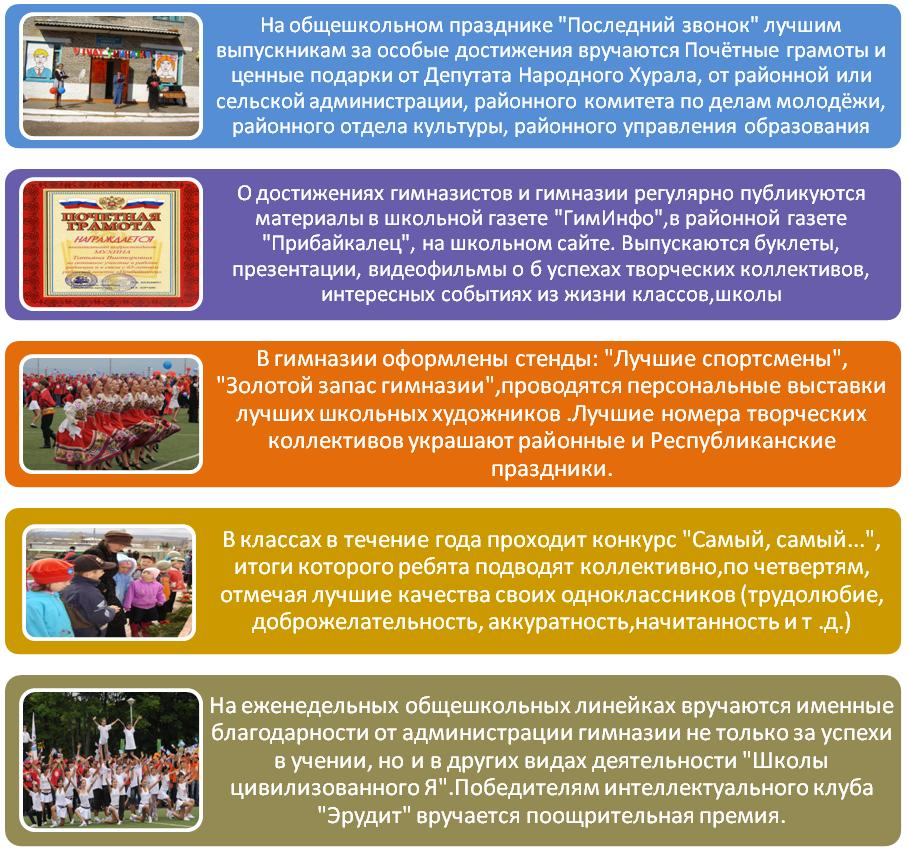 На общешкольном празднике "Последний звонок" лучшим
выпускникам за особые достижения вручаются Почётные грамоты и
ценные подарки от Депутата Народного Хурала, от районной или
сельской администрации, районного комитета по делам молодёжи,
районного отдела культуры, районного управления образования
ПОЧЕТНАЯ
ГРАМОТА
НАГРАЖДАЕТСЯ
МУХИНА
О достижениях гимназистов и гимназии регулярно публикуются
материалы в школьной газете "ГимИнфо",в районной газете
"Прибайкалец", на школьном сайте. Выпускаются буклеты,
презентации, видеофильмы о б успехах творческих коллективов,
интересных событиях из жизни классов,школы
В гимназии оформлены стенды: "Лучшие спортсмены",
"Золотой запас гимназии",проводятся персональные выставки
лучших школьных художников .Лучшие номера творческих
коллективов украшают районные и Республиканские
праздники.
В классах в течение года проходит конкурс "Самый, самый...",
итоги которого ребята подводят коллективно,по четвертям,
отмечая лучшие качества своих одноклассников (трудолюбие,
доброжелательность, аккуратность,начитанность и т .д.)
На еженедельных общешкольных линейках вручаются именные
благодарности от администрации гимназии не только за успехи
в учении, но и в других видах деятельности "Школы
цивилизованного Я".Победителям интеллектуального клуба
"Эрудит" вручается поощрительная премия.